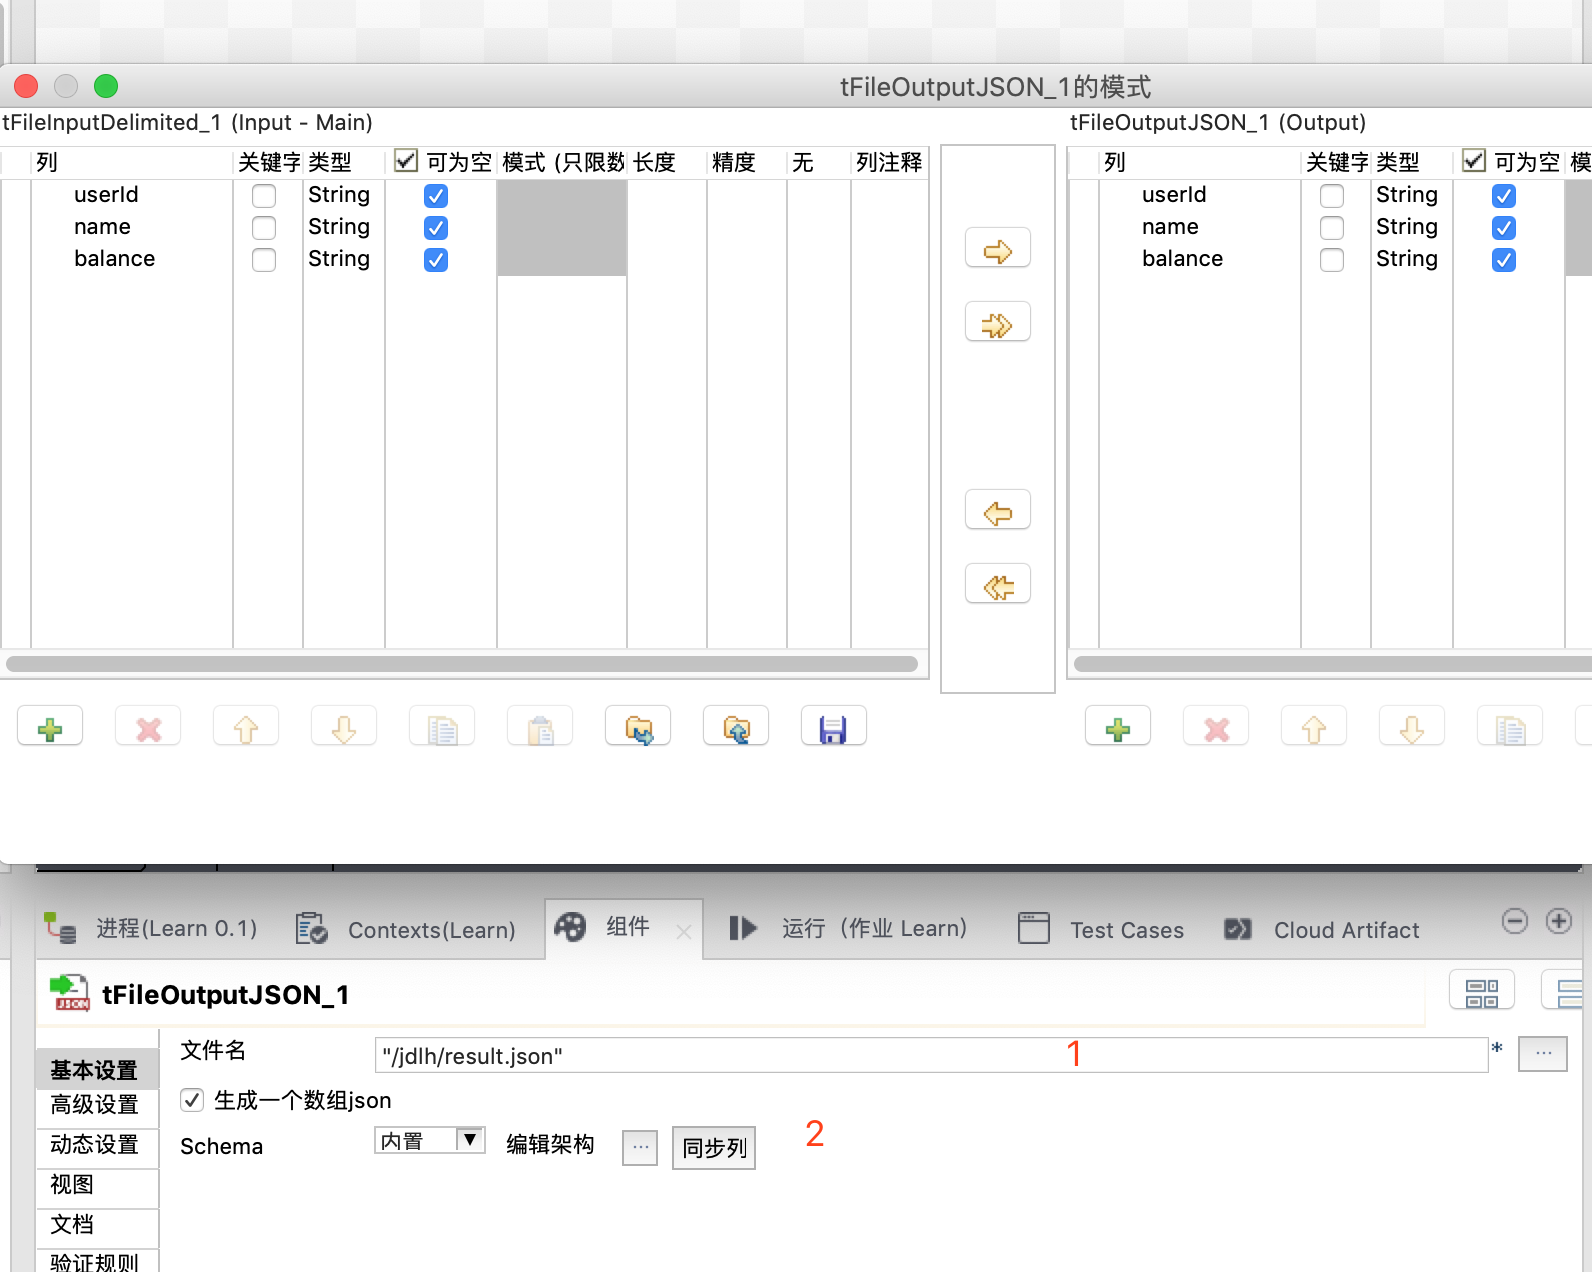 tFileOutputJSON_1的模式
tFileInputDelimited_1 (Input - Main)
tFileOutputJSON_1 (Output)
列 关键字 类型 可为空 模式 (只限数 长度 精度 无 列注释
列 关键字 类型 可为空 模
userId String
userId String
name String
name String
balance String
balance String
进程(Learn 0.1) Contexts(Learn) 组件 运行（作业 Learn) Test Cases Cloud Artifact
JSON
tFileOutputJSON_1
基本设置
高级设置
动态设置
视图
文档
验证规则
文件名 "/jdlh/result.json" 1 * ...
生成一个数组json
Schema 内置 编辑架构 ... 同步列 2